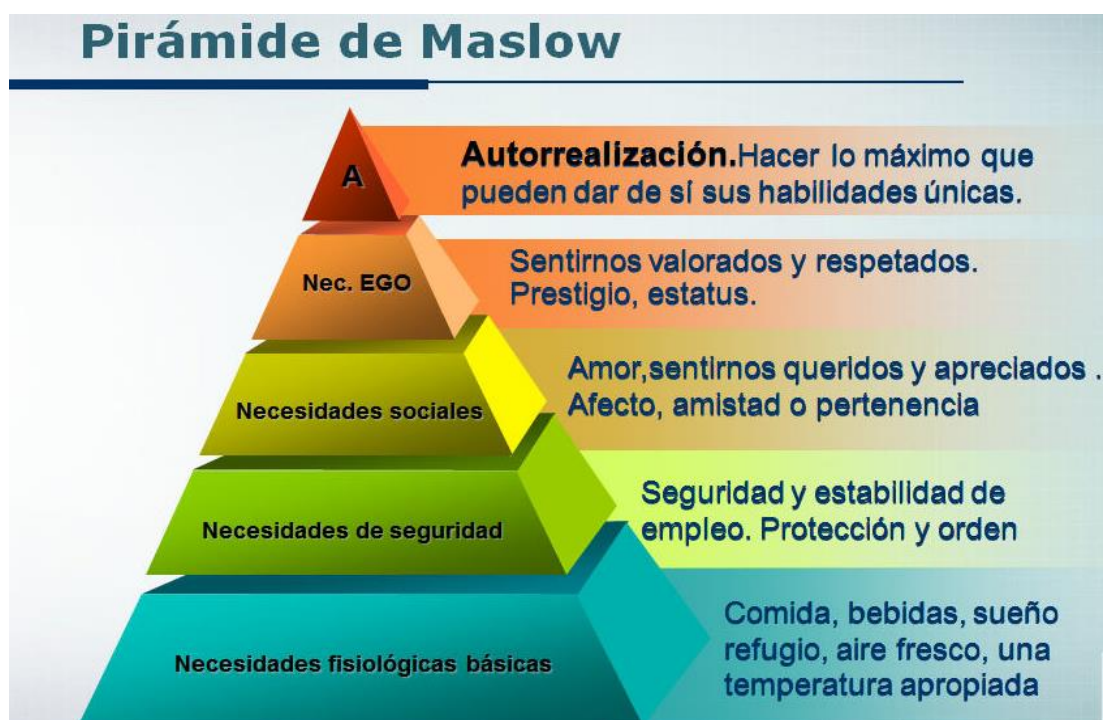 Pirámide de Maslow
A
Autorrealización.Hacer lo máximo que
pueden dar de sí sus habilidades únicas.
Nec. EGO
Sentirnos valorados y respetados.
Prestigio, estatus.
Necesidades sociales
Amor,sentirnos queridos y apreciados .
Afecto, amistad o pertenencia
Necesidades de seguridad
Seguridad y estabilidad de
empleo. Protección y orden
Necesidades fisiológicas básicas
Comida, bebidas, sueño
refugio, aire fresco, una
temperatura apropiada